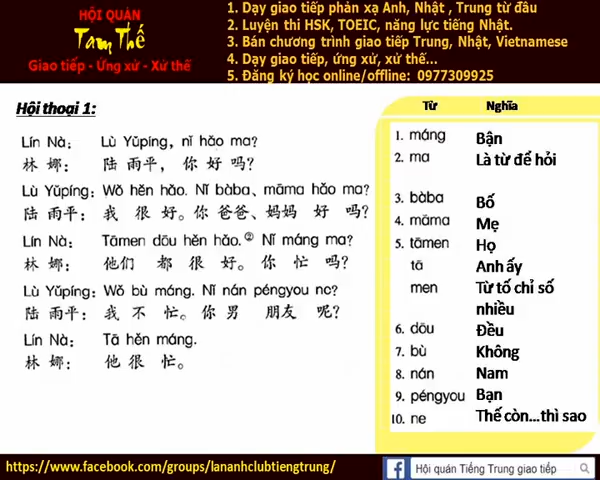 HỘI QUÁN
Tam Thế
Giao tiếp - Ứng xử - Xử thế
1. Dạy giao tiếp phản xạ Anh, Nhật , Trung từ đầu
2. Luyện thi HSK, TOEIC, năng lực tiếng Nhật.
3. Bán chương trình giao tiếp Trung, Nhật, Vietnamese
4. Dạy giao tiếp, ứng xử, xử thế...
5. Đăng ký học online/offline: 0977309925
Hội thoại 1:
Lín Nà: Lù Yǔpíng, nǐ hǎo ma?
林 娜: 陆 雨平, 你 好 吗?
Lù Yǔpíng: Wǒ hěn hǎo. Nǐ bàba、māma hǎo ma?
陆 雨平: 我 很 好。你 爸爸、妈妈 好 吗?
Lín Nà: Tāmen dōu hěn hǎo.② Nǐ máng ma?
林 娜: 他们 都 很 好。你 忙 吗?
Lù Yǔpíng: Wǒ bù máng. Nǐ nán péngyou ne?
陆 雨平: 我 不 忙。你 男 朋友 呢?
Lín Nà: Tā hěn máng.
林 娜: 他 很 忙。
Từ Nghĩa
1. máng Bận
2. ma Là từ để hỏi
3. bàba Bố
4. māma Mẹ
5. tāmen Họ
tā Anh ấy
men Từ tố chỉ số
nhiều
6. dōu Đều
7. bù Không
8. nán Nam
9. péngyou Bạn
10. ne Thế còn...thì sao
https://www.facebook.com/groups/lananhclubtiengtrung/
f Hội quán Tiếng Trung giao tiếp